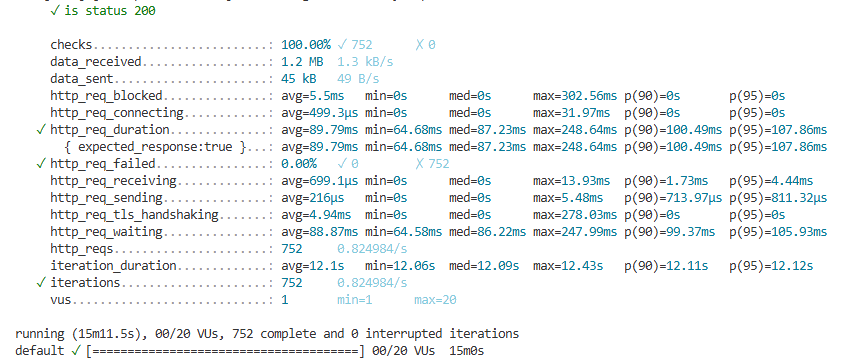 ✓ is status 200
checks.........................: 100.00% ✓ 752 ✗ 0
data_received..................: 1.2 MB 1.3 kB/s
data_sent......................: 45 kB 49 B/s
http_req_blocked...............: avg=5.5ms min=0s med=0s max=302.56ms p(90)=0s p(95)=0s
http_req_connecting............: avg=499.3µs min=0s med=0s max=31.97ms p(90)=0s p(95)=0s
✓ http_req_duration..............: avg=89.79ms min=64.68ms med=87.23ms max=248.64ms p(90)=100.49ms p(95)=107.86ms
{ expected_response:true }...: avg=89.79ms min=64.68ms med=87.23ms max=248.64ms p(90)=100.49ms p(95)=107.86ms
✓ http_req_failed................: 0.00% ✓ 0 ✗ 752
http_req_receiving.............: avg=699.1µs min=0s med=0s max=13.93ms p(90)=1.73ms p(95)=4.44ms
http_req_sending...............: avg=216µs min=0s med=0s max=5.48ms p(90)=713.97µs p(95)=811.32µs
http_req_tls_handshaking.......: avg=4.94ms min=0s med=0s max=278.03ms p(90)=0s p(95)=0s
http_req_waiting...............: avg=88.87ms min=64.58ms med=86.22ms max=247.99ms p(90)=99.37ms p(95)=105.93ms
http_reqs......................: 752 0.824984/s
iteration_duration.............: avg=12.1s min=12.06s med=12.09s max=12.43s p(90)=12.11s p(95)=12.12s
✓ iterations.....................: 752 0.824984/s
vus............................: 1 min=1 max=20
running (15m11.5s), 00/20 VUs, 752 complete and 0 interrupted iterations
default ✓ [======================================] 00/20 VUs 15m0s